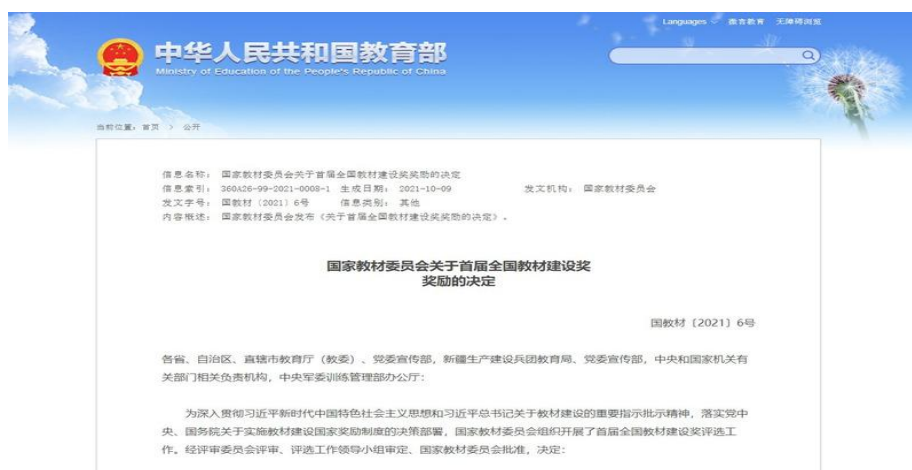 Languages 微言教育 无障碍浏览
中华人民共和国教育部
Ministry of Education of the People's Republic of China
当前位置：首页 > 公开
信息名称： 国家教材委员会关于首届全国教材建设奖奖励的决定
信息索引： 360A26-99-2021-0008-1 生成日期： 2021-10-09 发文机构： 国家教材委员会
发文字号： 国教材〔2021〕6号 信息类别： 其他
内容概述： 国家教材委员会发布《关于首届全国教材建设奖奖励的决定》。
国家教材委员会关于首届全国教材建设奖
奖励的决定
国教材〔2021〕6号
各省、自治区、直辖市教育厅（教委）、党委宣传部，新疆生产建设兵团教育局、党委宣传部，中央和国家机关有
关部门相关负责机构，中央军委训练管理部办公厅：
为深入贯彻习近平新时代中国特色社会主义思想和习近平总书记关于教材建设的重要指示批示精神，落实党中
央、国务院关于实施教材建设国家奖励制度的决策部署，国家教材委员会组织开展了首届全国教材建设奖评选工
作。经评审委员会评审、评选工作领导小组审定、国家教材委员会批准，决定：